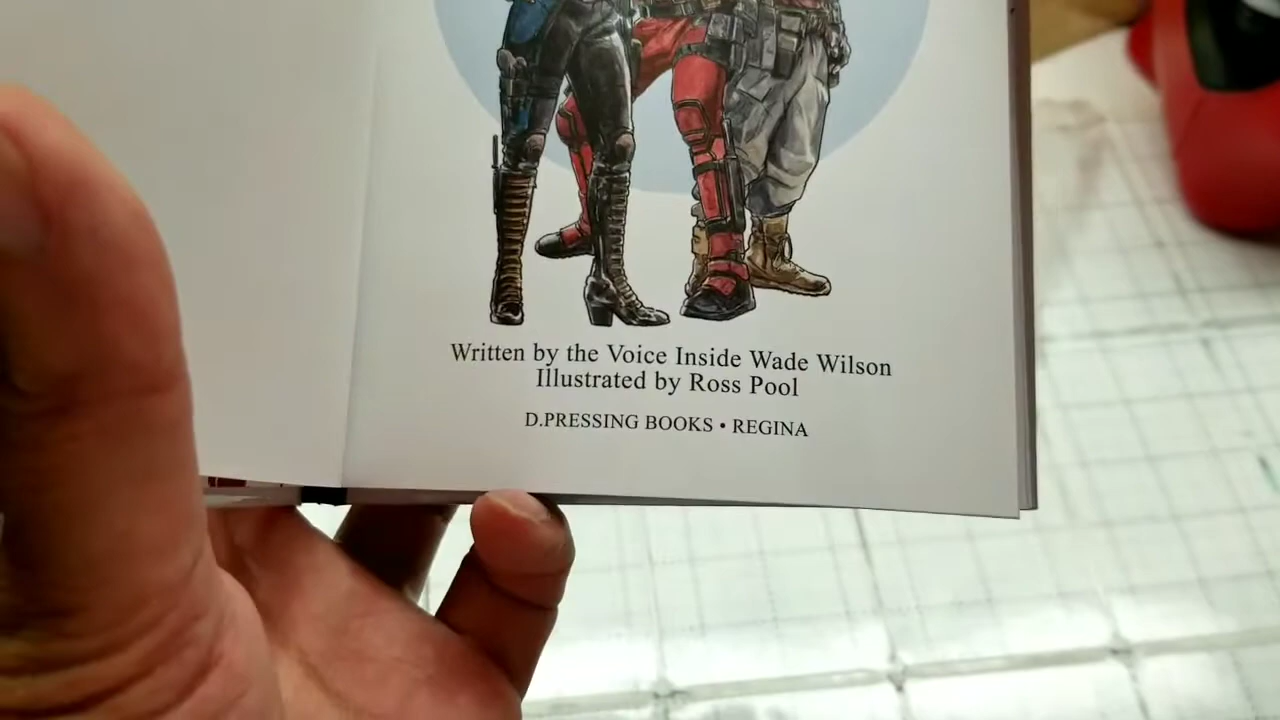 Written by the Voice Inside Wade Wilson
Illustrated by Ross Pool
D.PRESSING BOOKS • REGINA